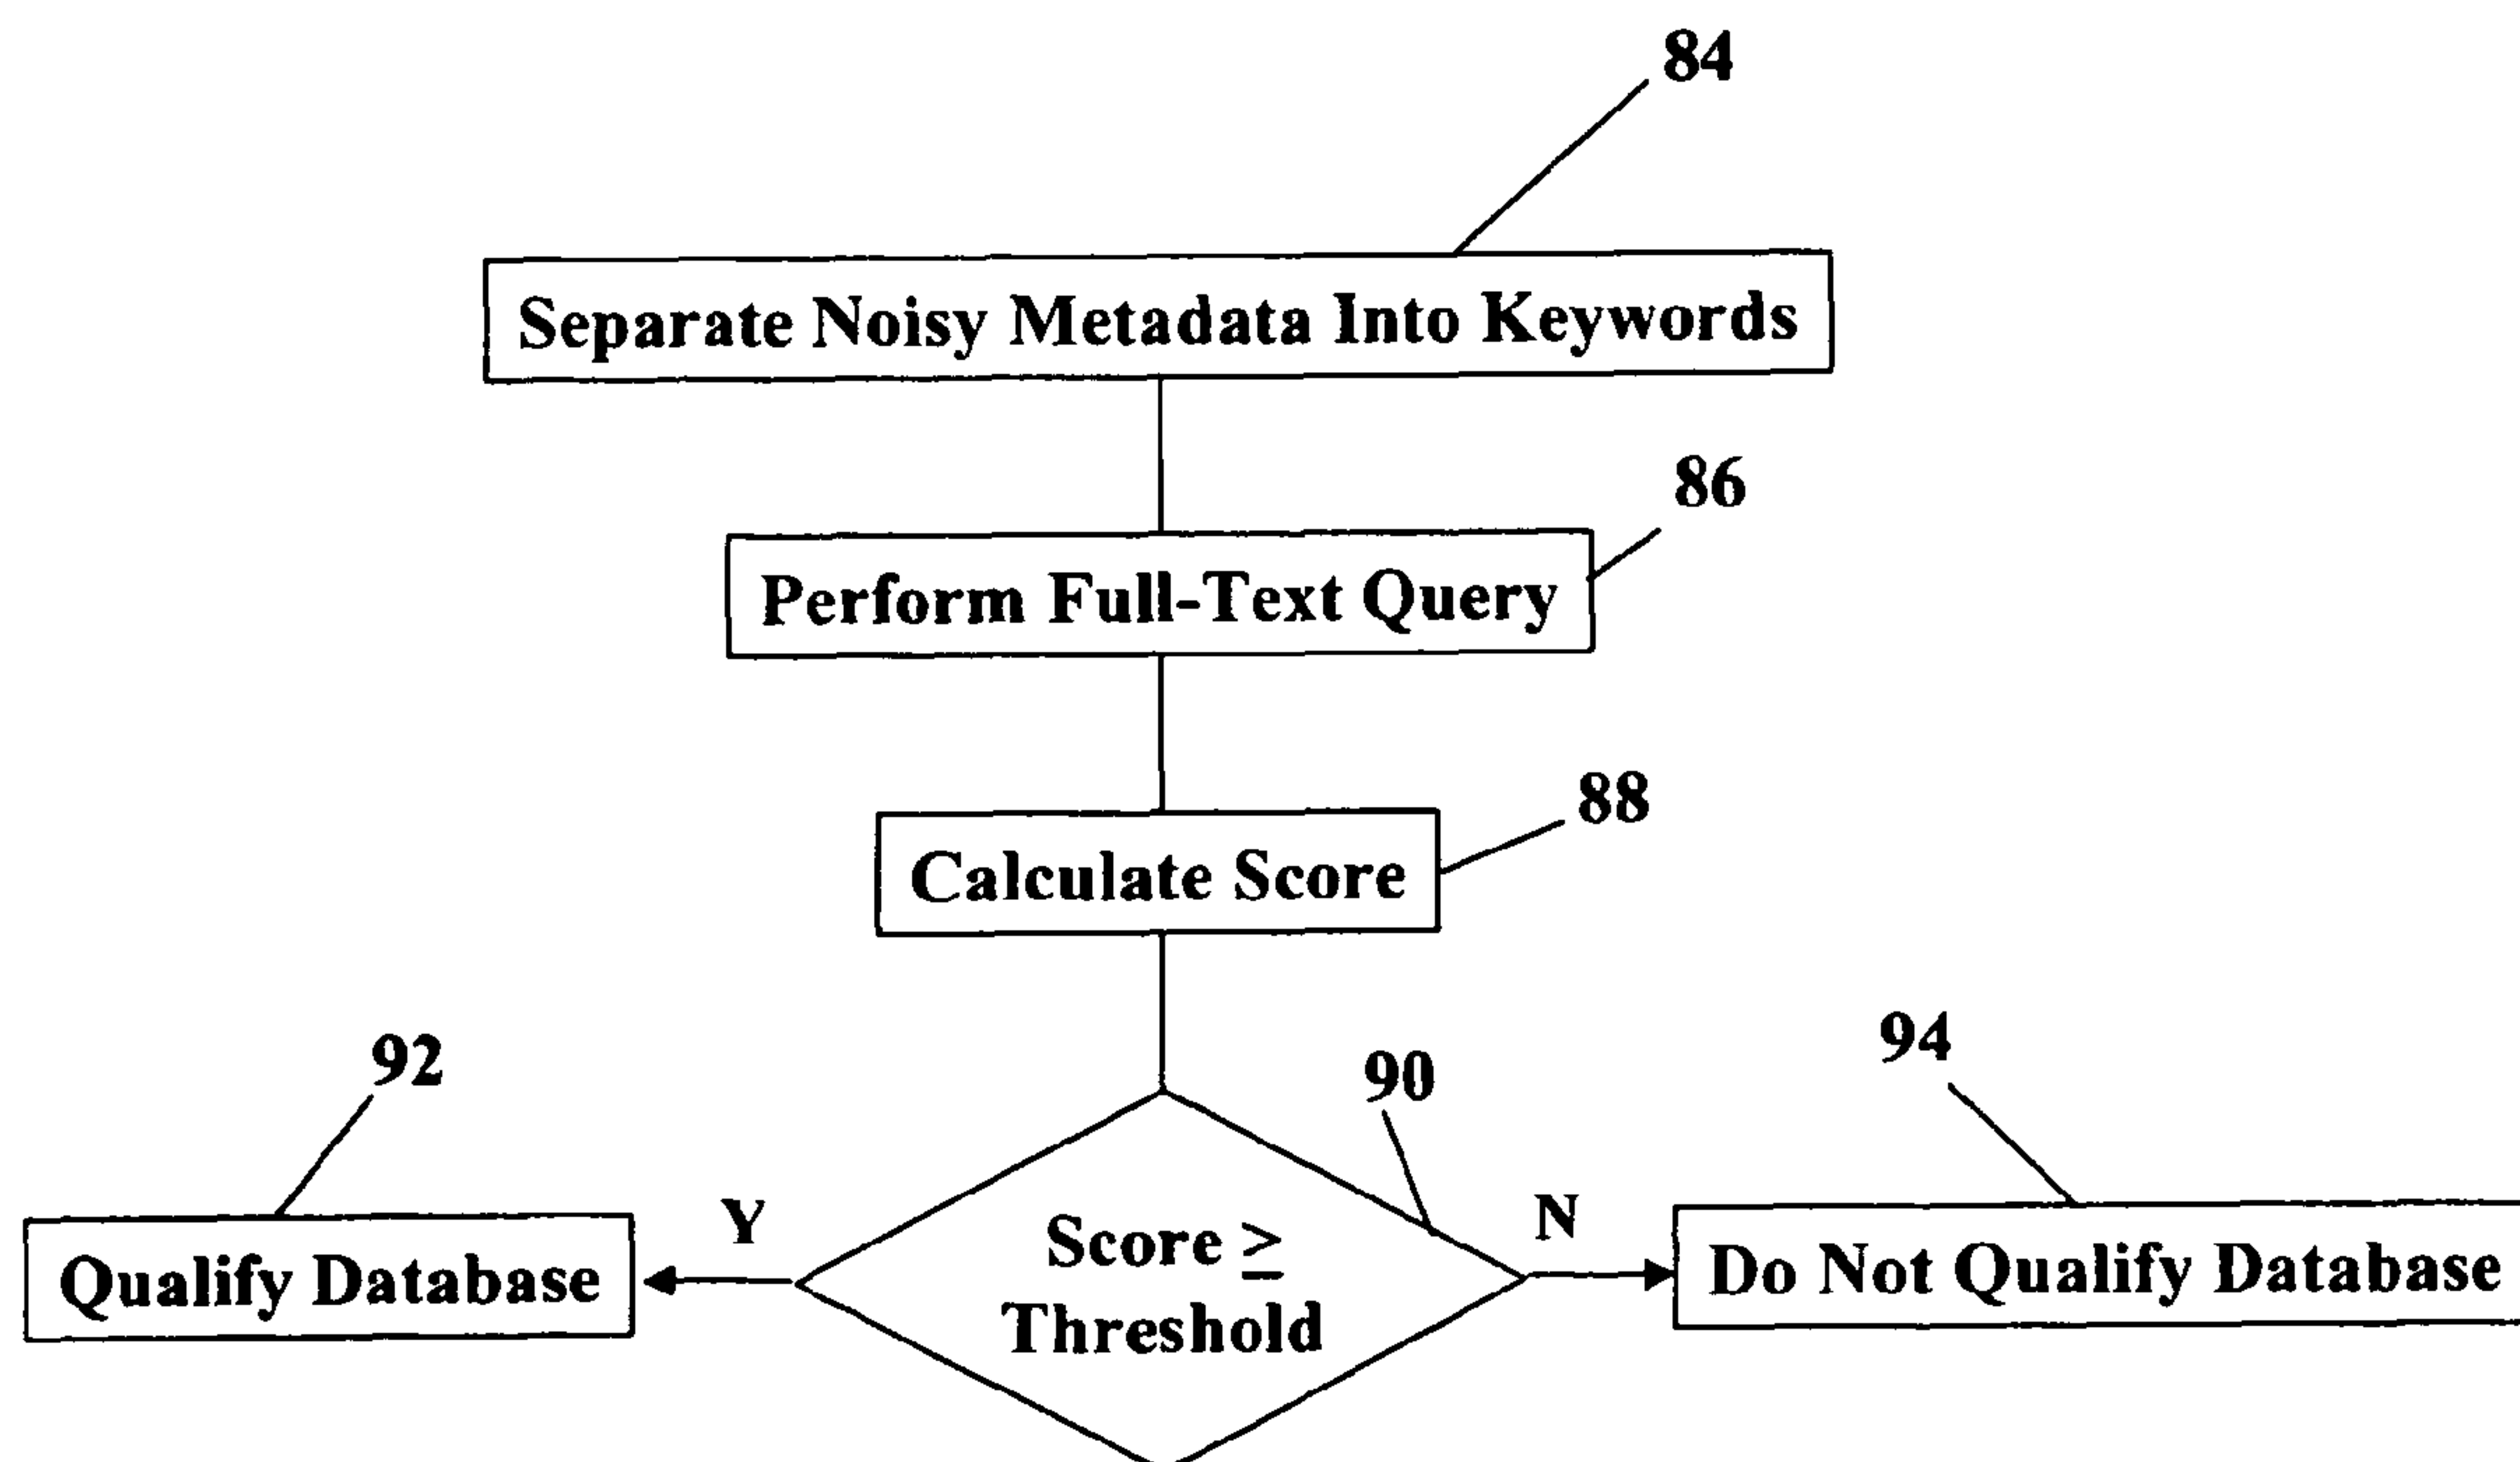 84
Separate Noisy Metadata Into Keywords
86
Perform Full-Text Query
88
Calculate Score
92
90
94
Y
N
Qualify Database
Score ≥
Threshold
Do Not Qualify Database